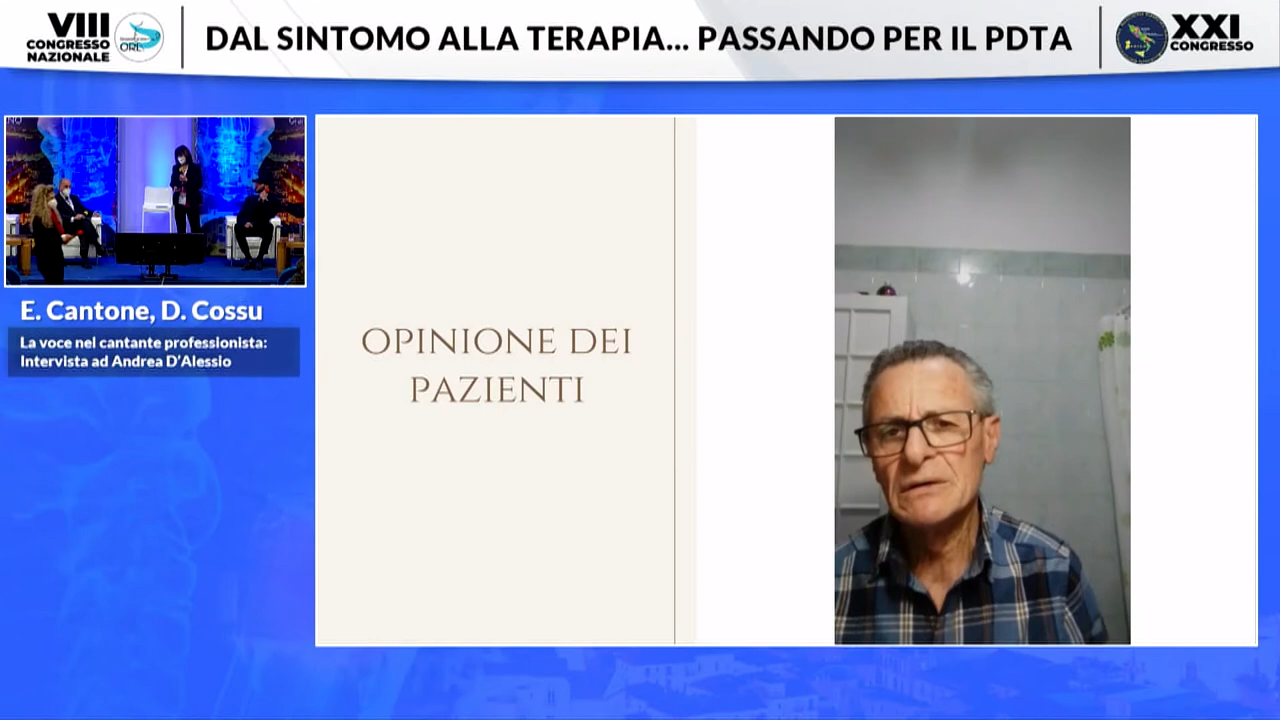 VIII
CONGRESSO
NAZIONALE
ORL
DAL SINTOMO ALLA TERAPIA... PASSANDO PER IL PDTA
XXI
CONGRESSO
E. Cantone, D. Cossu
La voce nel cantante professionista:
Intervista ad Andrea D'Alessio
OPINIONE DEI
PAZIENTI